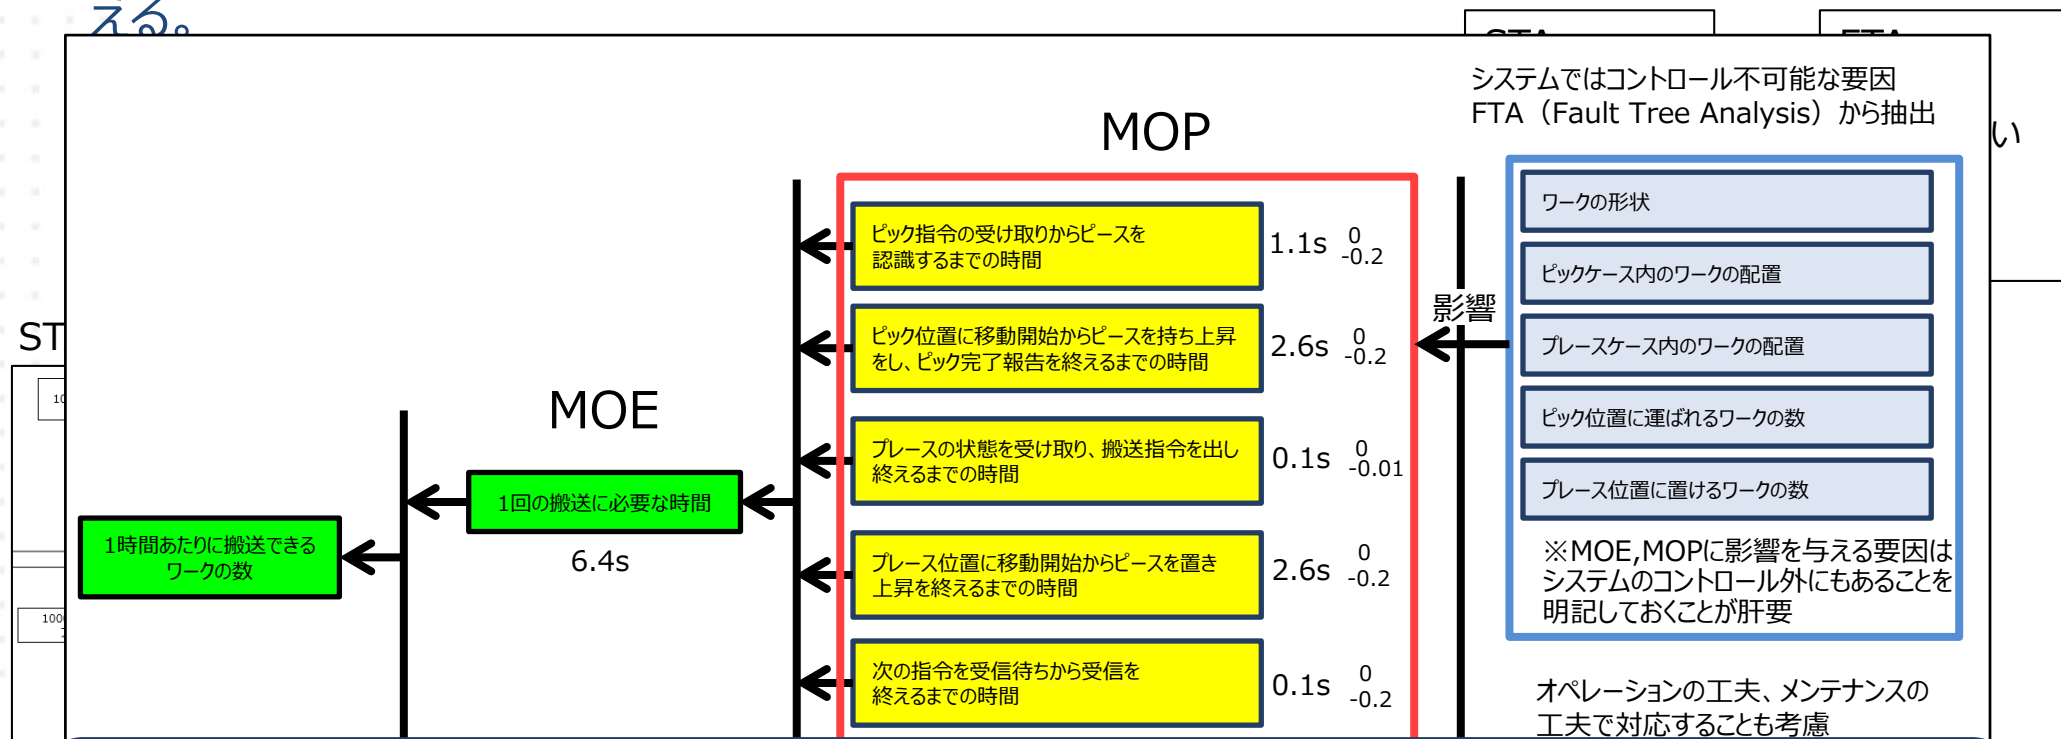 える。
システムではコントロール不可能な要因
FTA（Fault Tree Analysis）から抽出
い
MOP
ワークの形状
ピック指令の受け取りからピースを
認識するまでの時間
1.1s 0 -0.2
ピックケース内のワークの配置
影響
ST
ピック位置に移動開始からピースを持ち上昇
をし、ピック完了報告を終えるまでの時間
2.6s 0 -0.2
プレースケース内のワークの配置
MOE
ピック位置に運ばれるワークの数
プレースの状態を受け取り、搬送指令を出し
終えるまでの時間
0.1s 0 -0.01
プレース位置に置けるワークの数
1回の搬送に必要な時間
6.4s
1時間あたりに搬送できる
ワークの数
プレース位置に移動開始からピースを置き
上昇を終えるまでの時間
2.6s 0 -0.2
※MOE,MOPに影響を与える要因は
システムのコントロール外にもあることを
明記しておくことが肝要
100
次の指令を受信待ちから受信を
終えるまでの時間
0.1s 0 -0.2
オペレーションの工夫、メンテナンスの
工夫で対応することも考慮